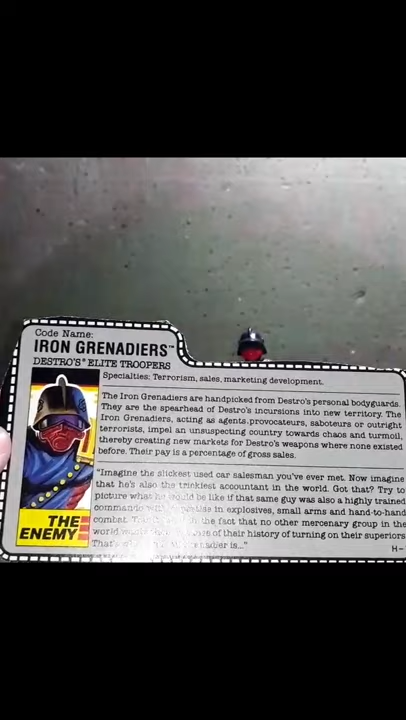 Code Name:
IRON GRENADIERS™
DESTRO'S® ELITE TROOPERS
Specialties: Terrorism, sales, marketing development.
The Iron Grenadiers are handpicked from Destro's personal bodyguards.
They are the spearhead of Destro's incursions into new territory. The
Iron Grenadiers, acting as agents provocateurs, saboteurs or outright
terrorists, impel an unsuspecting country towards chaos and turmoil,
thereby creating new markets for Destro's weapons where none existed
before. Their pay is a percentage of gross sales.
"Imagine the slickest used car salesman you've ever met. Now imagine
that he's also the trickiest accountant in the world. Got that? Try to
picture what he would be like if that same guy was also a highly trained
commando in explosives, small arms and hand-to-hand
combat. the fact that no other mercenary group in the
world of their history of turning on their superiors
is..."
THE
ENEMY
H-